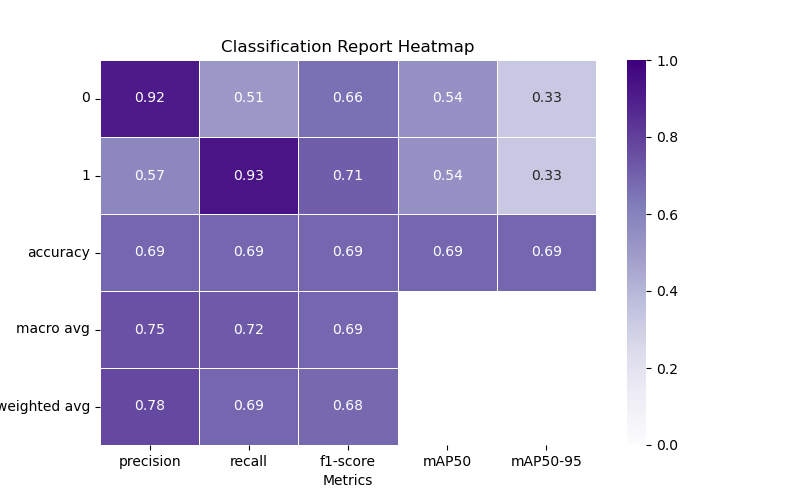 Classification Report Heatmap
0 0.92 0.51 0.66 0.54 0.33
1 0.57 0.93 0.71 0.54 0.33
accuracy 0.69 0.69 0.69 0.69 0.69
macro avg 0.75 0.72 0.69
weighted avg 0.78 0.69 0.68
precision recall f1-score mAP50 mAP50-95
Metrics
1.0
0.8
0.6
0.4
0.2
0.0